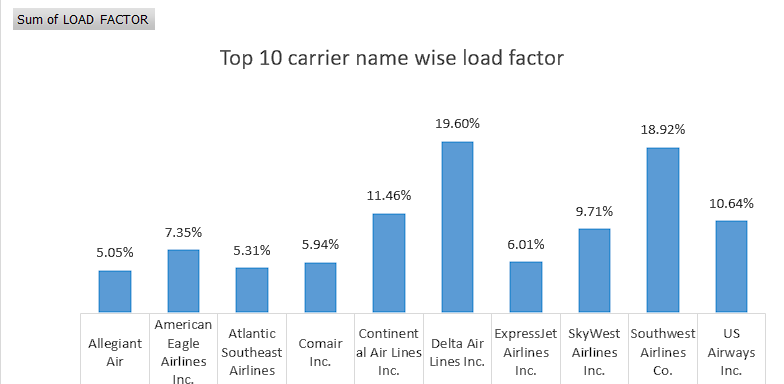 Sum of LOAD FACTOR
Top 10 carrier name wise load factor
5.05%
7.35%
5.31%
5.94%
11.46%
19.60%
6.01%
9.71%
18.92%
10.64%
Allegiant
Air
American
Eagle
Airlines
Inc.
Atlantic
Southeast
Airlines
Comair
Inc.
Continent
al Air Lines
Inc.
Delta Air
Lines Inc.
ExpressJet
Airlines
Inc.
SkyWest
Airlines
Inc.
Southwest
Airlines
Co.
US
Airways
Inc.